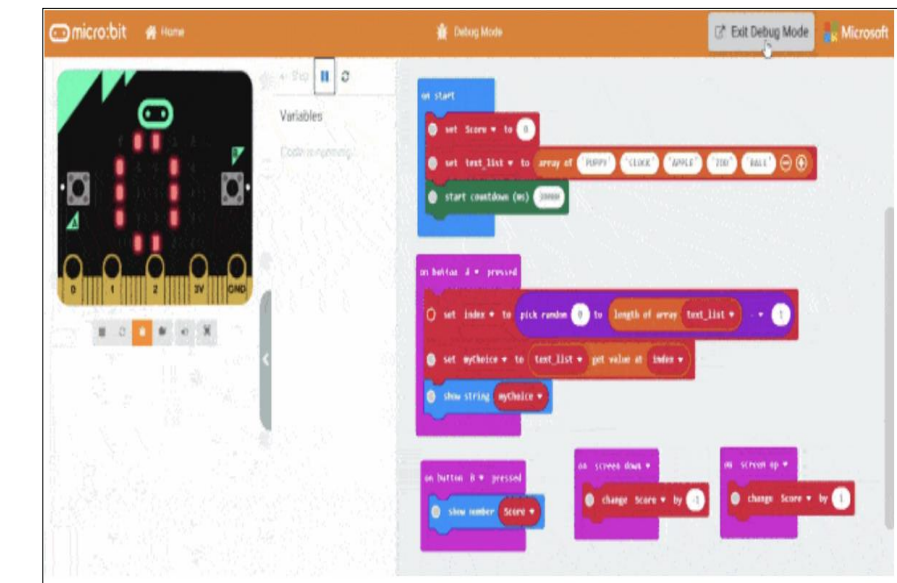 micro:bit Home Debug Mode Exit Debug Mode Microsoft
Step
Variables
Code is running...
0 1 2 3V GND
A
B
on start
set Score to 0
set text_list to array of "PUPPY" "CLOCK" "APPLE" "ZOO" "BALL"
start countdown (ms)
on button A pressed
set index to pick random 0 to length of array text_list - 1
set myChoice to text_list get value at index
show string myChoice
on button B pressed
show number Score
on screen down
change Score by -1
on screen up
change Score by 1